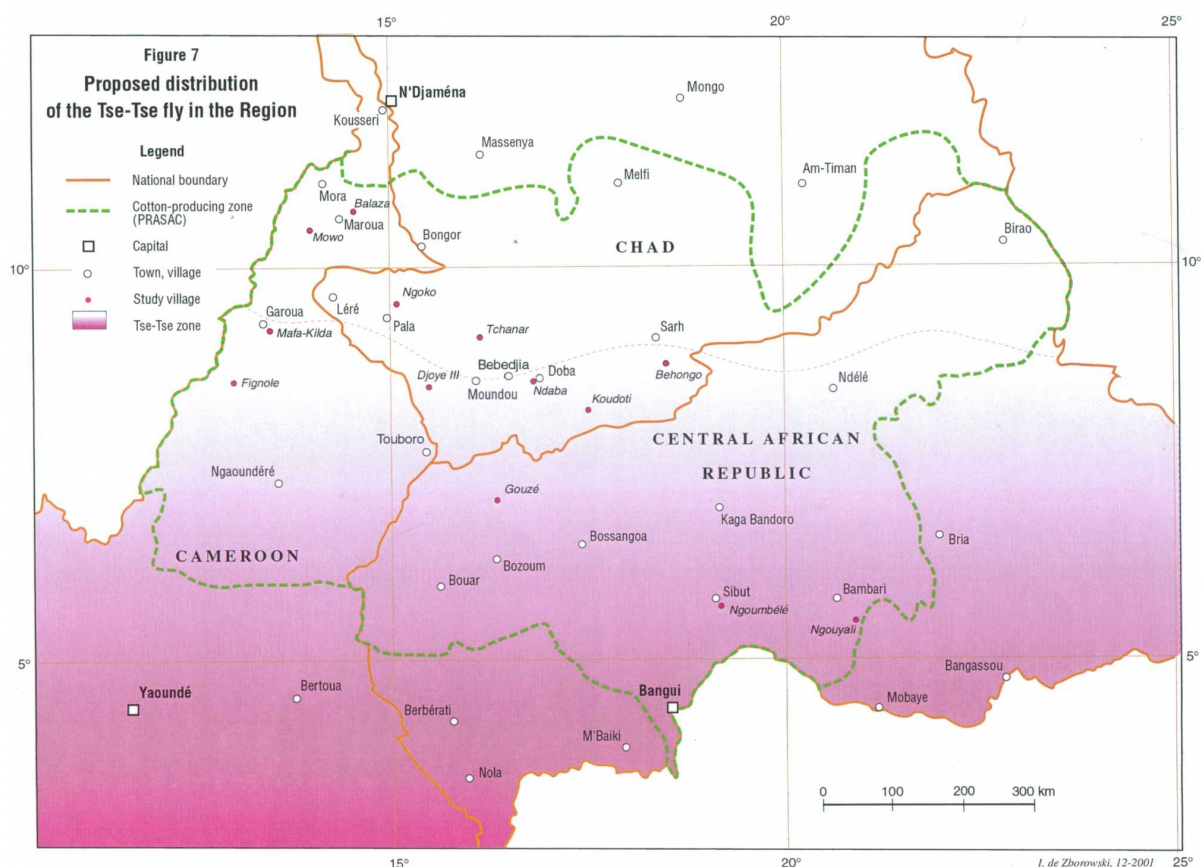 15°
20°
25°
Figure 7
Proposed distribution
of the Tse-Tse fly in the Region
Legend
National boundary
Cotton-producing zone
(PRASAC)
Capital
Town, village
Study village
Tse-Tse zone
N'Djaména
Kousseri
Mongo
Massenya
Melfi
Am-Timan
Mora
Balaza
Maroua
Mowo
Bongor
CHAD
Birao
10°
10°
Ngoko
Léré
Pala
Garoua
Mafa-Kilda
Tchanar
Sarh
Bebedjia
Doba
Behongo
Fignole
Djoye III
Moundou
Ndaba
Ndélé
Koudoti
Touboro
CENTRAL AFRICAN
REPUBLIC
Ngaoundéré
Gouzé
Kaga Bandoro
Bossangoa
Bria
CAMEROON
Bozoum
Bouar
Sibut
Bambari
Ngoumbélé
Ngouyali
5°
5°
Bangassou
Yaoundé
Bertoua
Bangui
Mobaye
Berbérati
M'Baiki
Nola
0 100 200 300 km
15°
20°
25°
I. de Zborowski, 12-2001